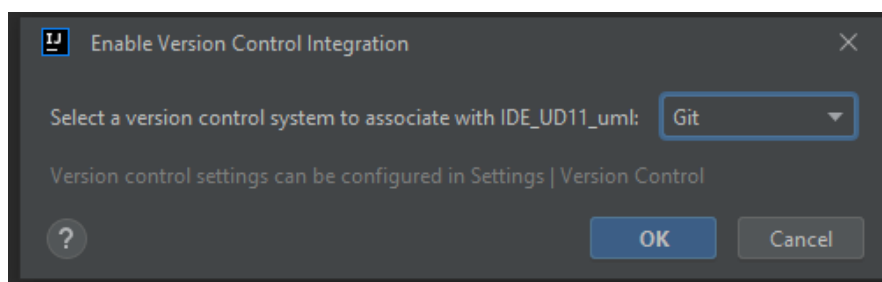 IJ Enable Version Control Integration
Select a version control system to associate with IDE_UD11_uml: Git
Version control settings can be configured in Settings | Version Control
? OK Cancel